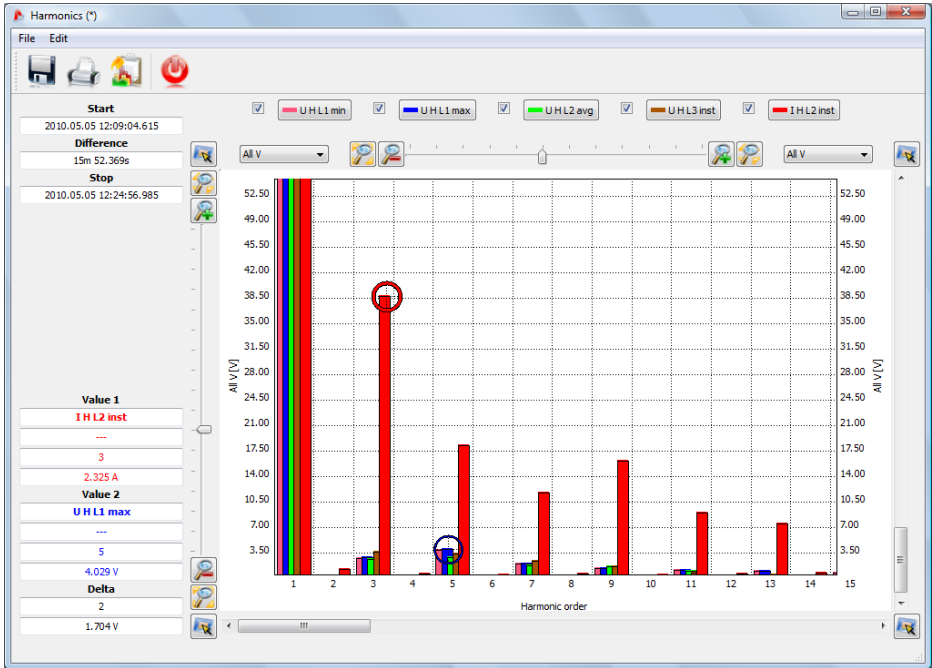 Harmonics (*)
File Edit
Start
2010.05.05 12:09:04.615
Difference
15m 52.369s
Stop
2010.05.05 12:24:56.985
U H L1 min U H L1 max U H L2 avg U H L3 inst I H L2 inst
All V All V
52.50 52.50
49.00 49.00
45.50 45.50
42.00 42.00
38.50 38.50
35.00 35.00
31.50 31.50
28.00 28.00
24.50 24.50
21.00 21.00
17.50 17.50
14.00 14.00
10.50 10.50
7.00 7.00
3.50 3.50
All V [V] All V [V]
1 2 3 4 5 6 7 8 9 10 11 12 13 14 15
Harmonic order
Value 1
I H L2 inst
---
3
2.325 A
Value 2
U H L1 max
---
5
4.029 V
Delta
2
1.704 V